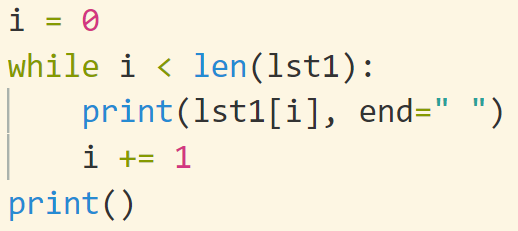 i = 0
while i < len(lst1):
    print(lst1[i], end=" ")
    i += 1
print()